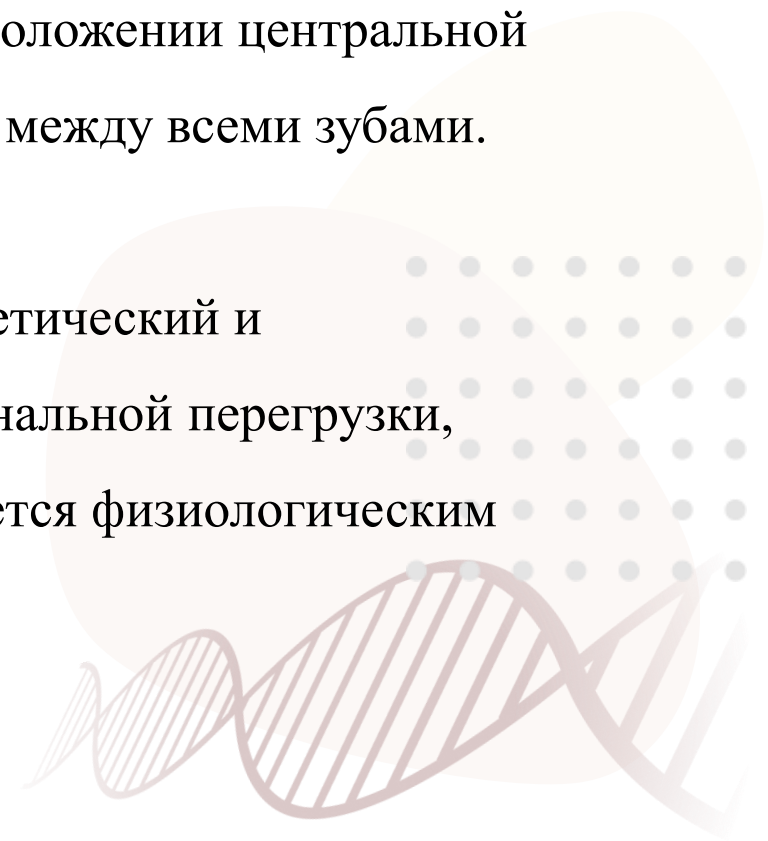 оложении центральной
между всеми зубами.
етический и
нальной перегрузки,
ется физиологическим